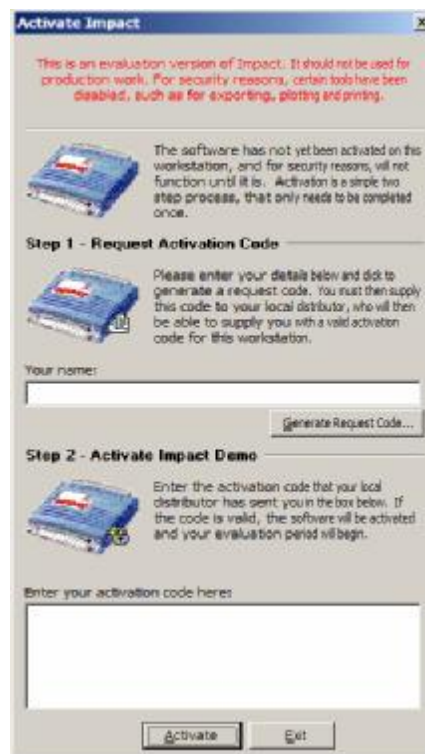 Activate Impact
This is an evaluation version of Impact. It should not be used for
production work. For security reasons, certain tools have been
disabled, such as for exporting, plotting and printing.
The software has not yet been activated on this
workstation, and for security reasons, will not
function until it is. Activation is a simple two
step process, that only needs to be completed
once.
Step 1 - Request Activation Code
Please enter your details below and click to
generate a request code. You must then supply
this code to your local distributor, who will then
be able to supply you with a valid activation
code for this workstation.
Your name:
Generate Request Code...
Step 2 - Activate Impact Demo
Enter the activation code that your local
distributor has sent you in the box below. If
the code is valid, the software will be activated
and your evaluation period will begin.
Enter your activation code here:
Activate Exit